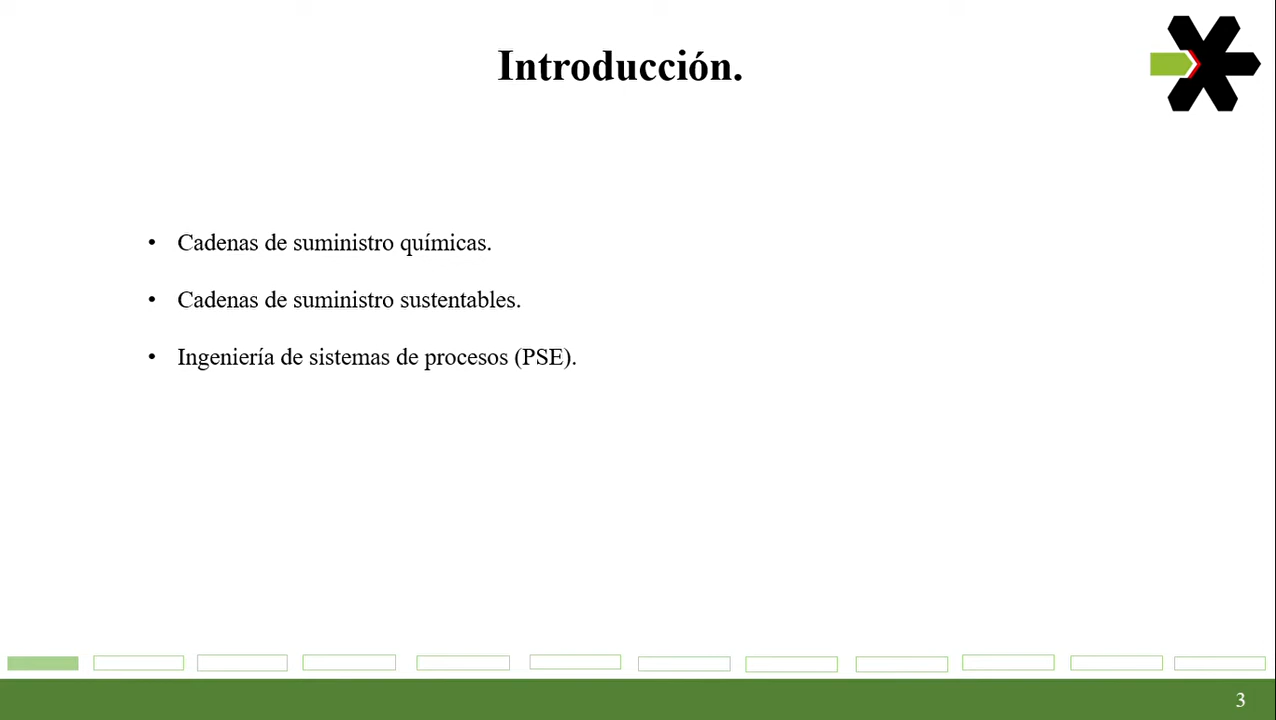 Introducción.
• Cadenas de suministro químicas.
• Cadenas de suministro sustentables.
• Ingeniería de sistemas de procesos (PSE).
3